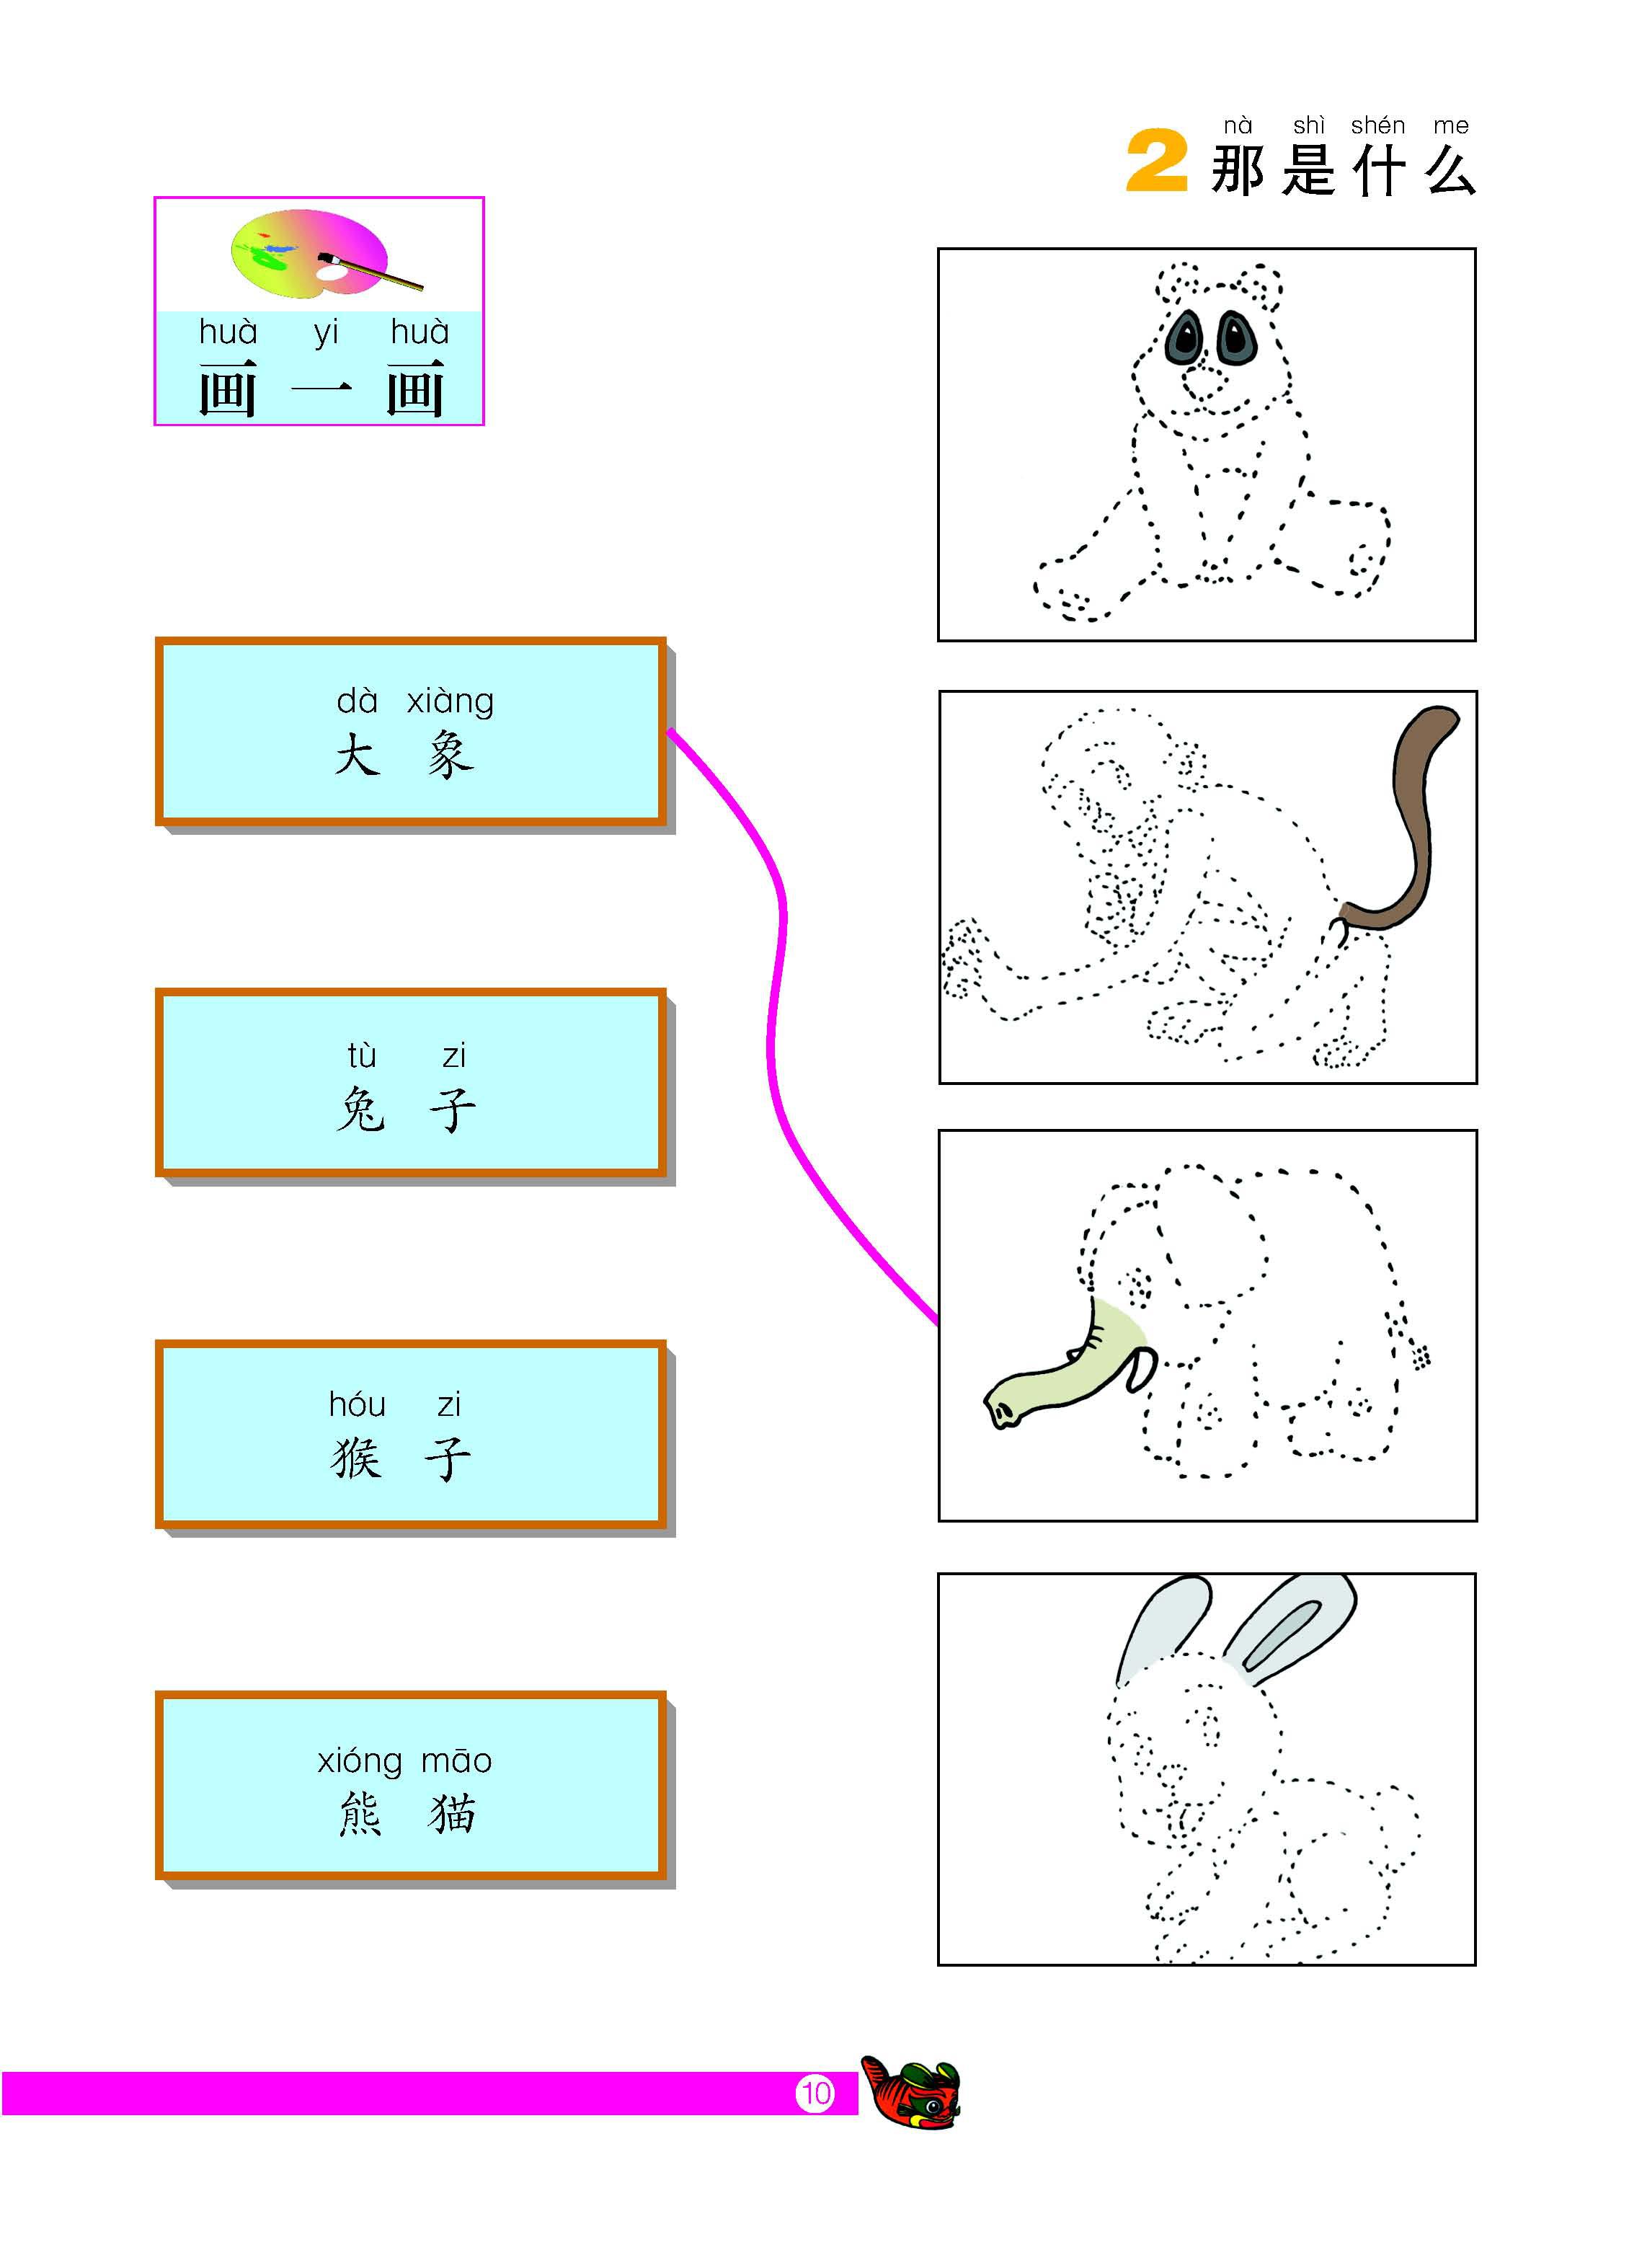 nà shì shén me
2 那是什么
huà yi huà
画一画
dà xiàng
大象
tù zi
兔子
hóu zi
猴子
xióng māo
熊猫
10